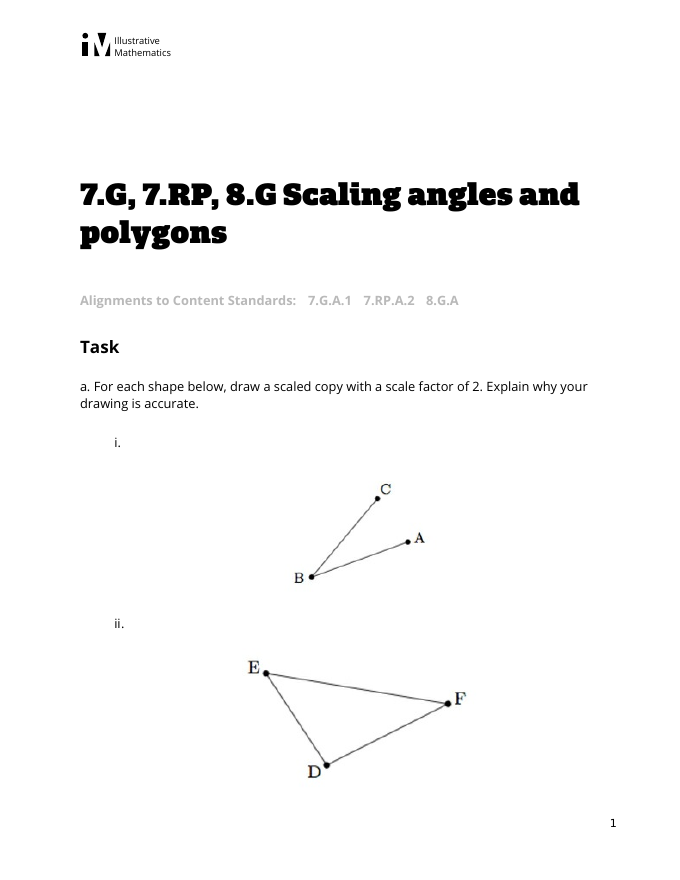 Illustrative
Mathematics
7.G, 7.RP, 8.G Scaling angles and
polygons
Alignments to Content Standards: 7.G.A.1 7.RP.A.2 8.G.A
Task
a. For each shape below, draw a scaled copy with a scale factor of 2. Explain why your
drawing is accurate.
i.
C
A
B
ii.
E
F
D
1